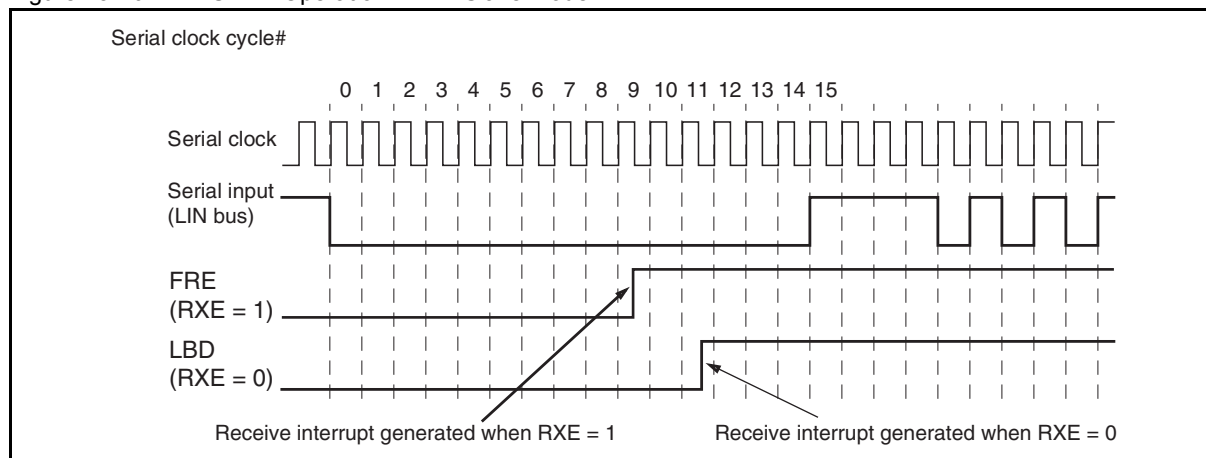 Serial clock cycle#
0 1 2 3 4 5 6 7 8 9 10 11 12 13 14 15
Serial clock
Serial input
(LIN bus)
FRE
(RXE = 1)
LBD
(RXE = 0)
Receive interrupt generated when RXE = 1
Receive interrupt generated when RXE = 0